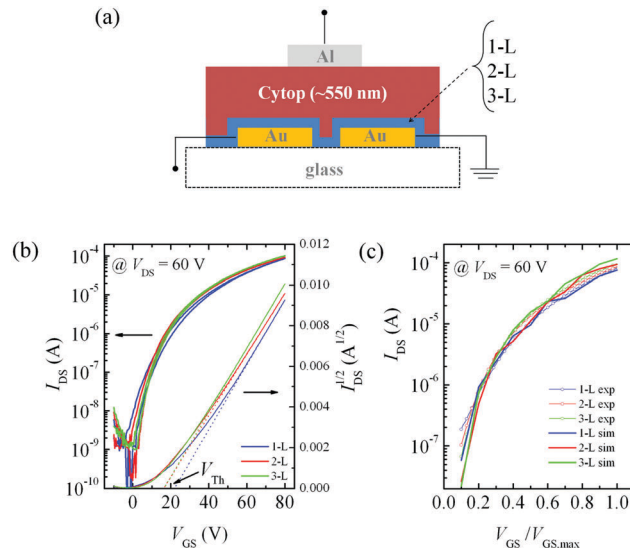 (a)
Al
1-L
2-L
3-L
Cytop (~550 nm)
Au Au
glass
(b)
@ V_DS = 60 V
10^-4
10^-5
10^-6
10^-7
10^-8
10^-9
10^-10
I_DS (A)
0.012
0.010
0.008
0.006
0.004
0.002
0.000
I_DS^1/2 (A^1/2)
1-L
2-L
3-L
V_Th
0 20 40 60 80
V_GS (V)
(c)
@ V_DS = 60 V
10^-4
10^-5
10^-6
10^-7
I_DS (A)
1-L exp
2-L exp
3-L exp
1-L sim
2-L sim
3-L sim
0.0 0.2 0.4 0.6 0.8 1.0
V_GS/V_GS,max